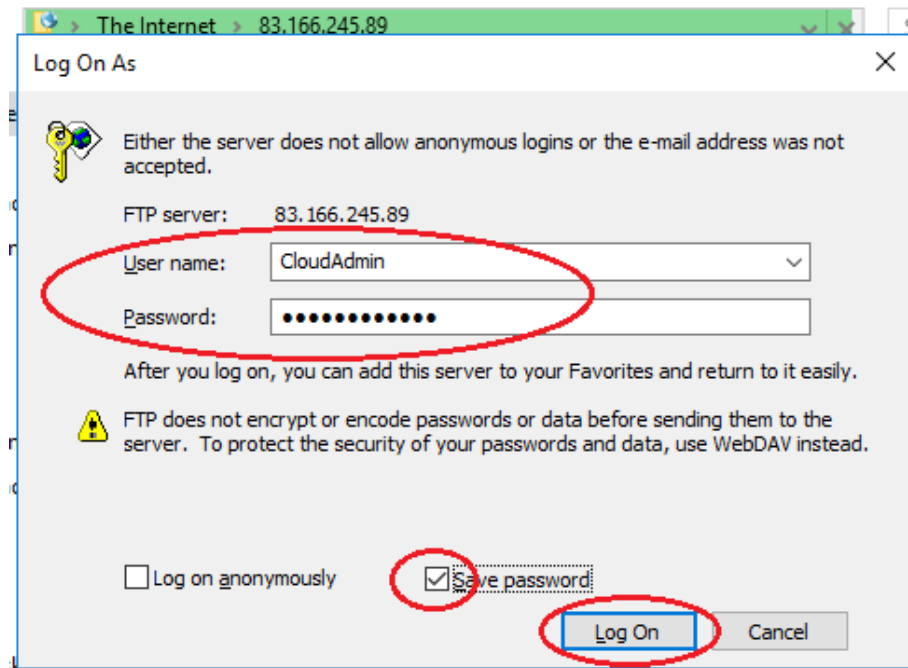 The Internet > 83.166.245.89
Log On As
Either the server does not allow anonymous logins or the e-mail address was not
accepted.
FTP server: 83.166.245.89
User name: CloudAdmin
Password: ●●●●●●●●●●●●
After you log on, you can add this server to your Favorites and return to it easily.
FTP does not encrypt or encode passwords or data before sending them to the
server. To protect the security of your passwords and data, use WebDAV instead.
Log on anonymously Save password
Log On Cancel